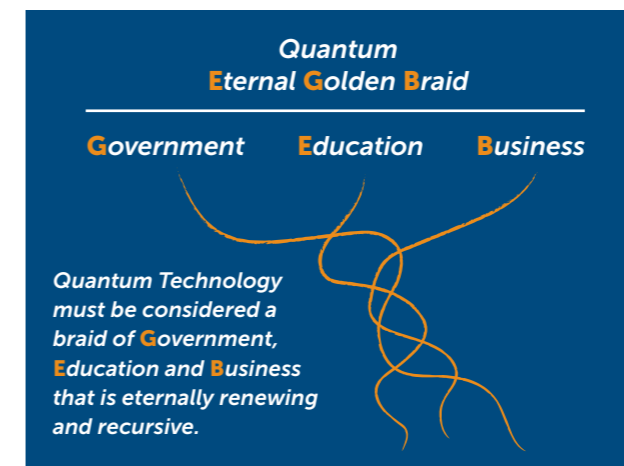 Quantum
Eternal Golden Braid
Government Education Business
Quantum Technology
must be considered a
braid of Government,
Education and Business
that is eternally renewing
and recursive.